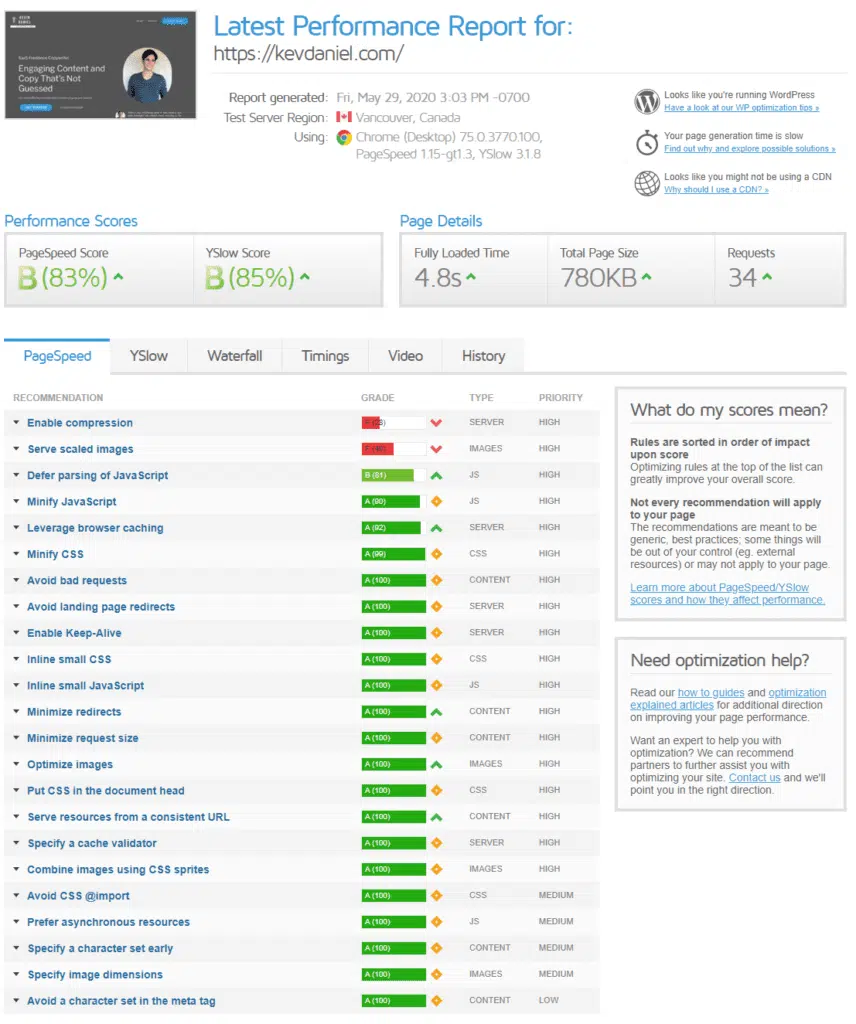 KEVIN
DANIEL
SaaS Freelance Copywriter
Engaging Content and
Copy That's Not
Guessed
Latest Performance Report for:
https://kevdaniel.com/
Report generated: Fri, May 29, 2020 3:03 PM -0700
Test Server Region: Vancouver, Canada
Using: Chrome (Desktop) 75.0.3770.100,
PageSpeed 1.15-gt1.3, YSlow 3.1.8
Looks like you're running WordPress
Have a look at our WP optimization tips »
Your page generation time is slow
Find out why and explore possible solutions »
Looks like you might not be using a CDN
Why should I use a CDN? »
Performance Scores
PageSpeed Score
B (83%)
YSlow Score
B (85%)
Page Details
Fully Loaded Time
4.8s
Total Page Size
780KB
Requests
34
PageSpeed YSlow Waterfall Timings Video History
RECOMMENDATION GRADE TYPE PRIORITY
Enable compression SERVER HIGH
Serve scaled images IMAGES HIGH
Defer parsing of JavaScript B (81) JS HIGH
Minify JavaScript A (90) JS HIGH
Leverage browser caching A (92) SERVER HIGH
Minify CSS A (99) CSS HIGH
Avoid bad requests A (100) CONTENT HIGH
Avoid landing page redirects A (100) SERVER HIGH
Enable Keep-Alive A (100) SERVER HIGH
Inline small CSS A (100) CSS HIGH
Inline small JavaScript A (100) JS HIGH
Minimize redirects A (100) CONTENT HIGH
Minimize request size A (100) CONTENT HIGH
Optimize images A (100) IMAGES HIGH
Put CSS in the document head A (100) CSS HIGH
Serve resources from a consistent URL A (100) CONTENT HIGH
Specify a cache validator A (100) SERVER HIGH
Combine images using CSS sprites A (100) IMAGES HIGH
Avoid CSS @import A (100) CSS MEDIUM
Prefer asynchronous resources A (100) JS MEDIUM
Specify a character set early A (100) CONTENT MEDIUM
Specify image dimensions A (100) IMAGES MEDIUM
Avoid a character set in the meta tag A (100) CONTENT LOW
What do my scores mean?
Rules are sorted in order of impact
upon score
Optimizing rules at the top of the list can
greatly improve your overall score.
Not every recommendation will apply
to your page
The recommendations are meant to be
generic, best practices; some things will
be out of your control (eg. external
resources) or may not apply to your page.
Learn more about PageSpeed/YSlow
scores and how they affect performance.
Need optimization help?
Read our how to guides and optimization
explained articles for additional direction
on improving your page performance.
Want an expert to help you with
optimization? We can recommend
partners to further assist you with
optimizing your site. Contact us and we'll
point you in the right direction.